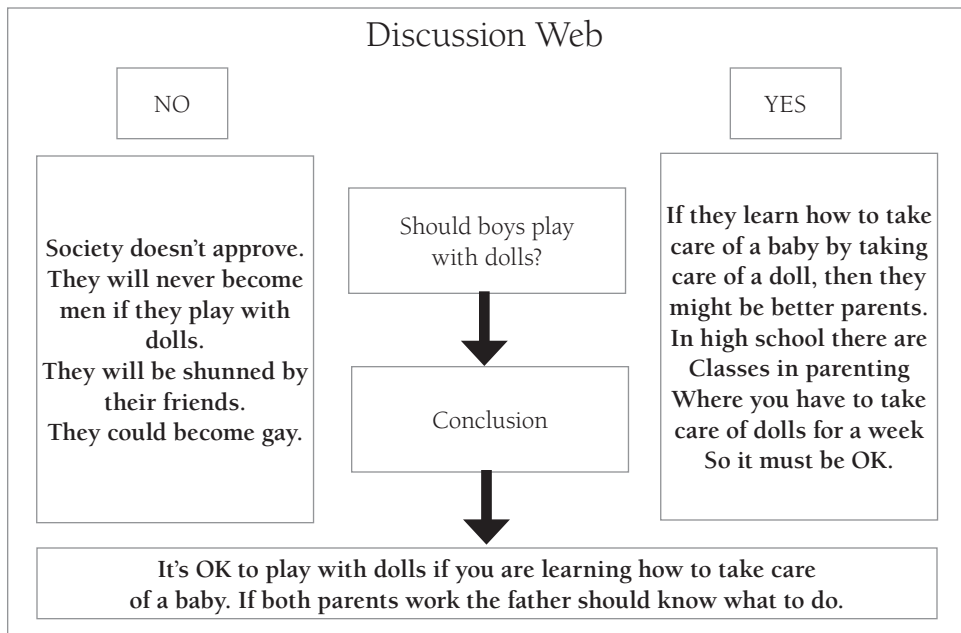 Discussion Web
NO
Society doesn’t approve.
They will never become
men if they play with
dolls.
They will be shunned by
their friends.
They could become gay.
Should boys play
with dolls?
Conclusion
YES
If they learn how to take
care of a baby by taking
care of a doll, then they
might be better parents.
In high school there are
Classes in parenting
Where you have to take
care of dolls for a week
So it must be OK.
It’s OK to play with dolls if you are learning how to take care
of a baby. If both parents work the father should know what to do.